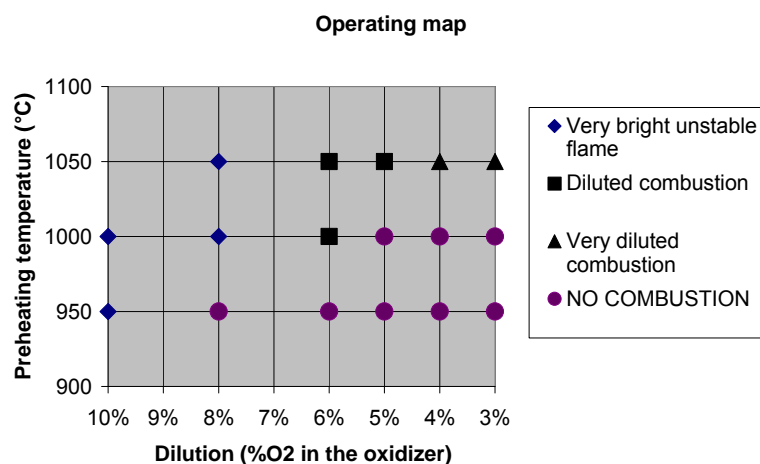 Operating map
Preheating temperature (°C)
1100
1050
1000
950
900
10% 9% 8% 7% 6% 5% 4% 3%
Dilution (%O2 in the oxidizer)
Very bright unstable
flame
Diluted combustion
Very diluted
combustion
NO COMBUSTION